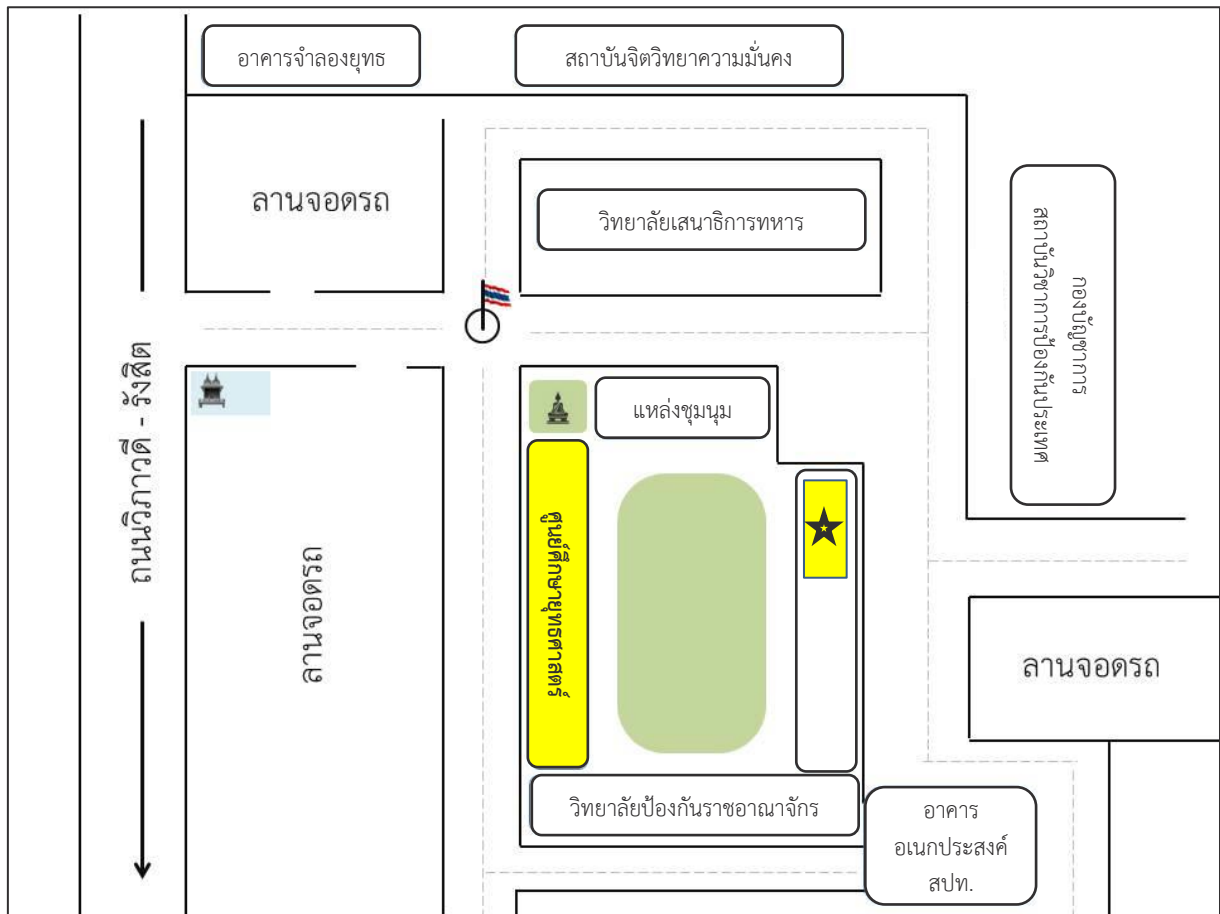 อาคารจำลองยุทธ
สถาบันจิตวิทยาความมั่นคง
ลานจอดรถ
วิทยาลัยเสนาธิการทหาร
กองบัญชาการ
สถาบันวิชาการป้องกันประเทศ
ถนนวิภาวดี - รังสิต
แหล่งชุมนุม
ศูนย์ศึกษายุทธศาสตร์
ลานจอดรถ
ลานจอดรถ
วิทยาลัยป้องกันราชอาณาจักร
อาคาร
อเนกประสงค์
สปท.